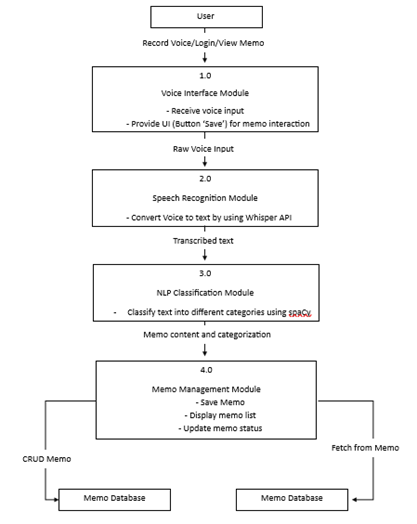 User
Record Voice/Login/View Memo
1.0
Voice Interface Module
- Receive voice input
- Provide UI (Button ‘Save’) for memo interaction
Raw Voice Input
2.0
Speech Recognition Module
- Convert Voice to text by using Whisper API
Transcribed text
3.0
NLP Classification Module
- Classify text into different categories using spaCy
Memo content and categorization
4.0
Memo Management Module
- Save Memo
- Display memo list
- Update memo status
CRUD Memo
Fetch from Memo
Memo Database
Memo Database